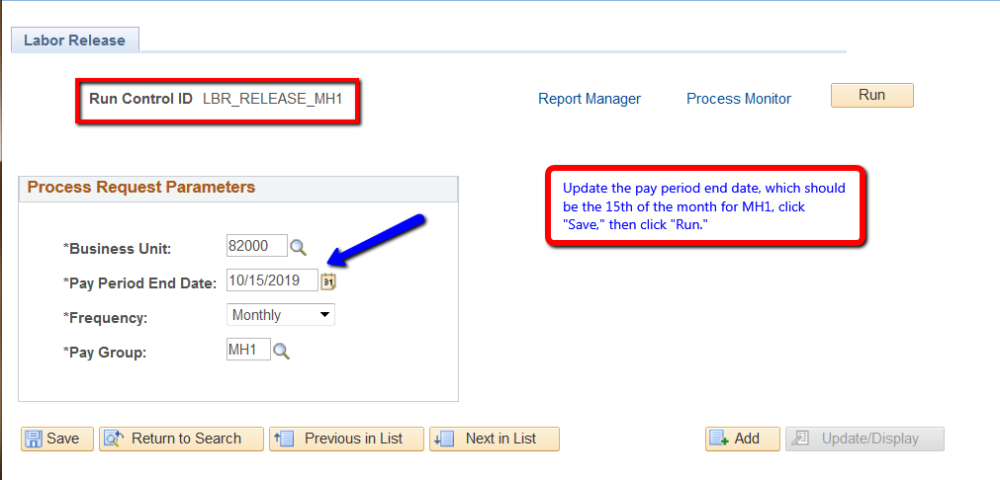 Labor Release
Run Control ID LBR_RELEASE_MH1
Report Manager Process Monitor Run
Process Request Parameters
Update the pay period end date, which should
be the 15th of the month for MH1, click
"Save," then click "Run."
*Business Unit: 82000
*Pay Period End Date: 10/15/2019 31
*Frequency: Monthly
*Pay Group: MH1
Save Return to Search Previous in List Next in List Add Update/Display